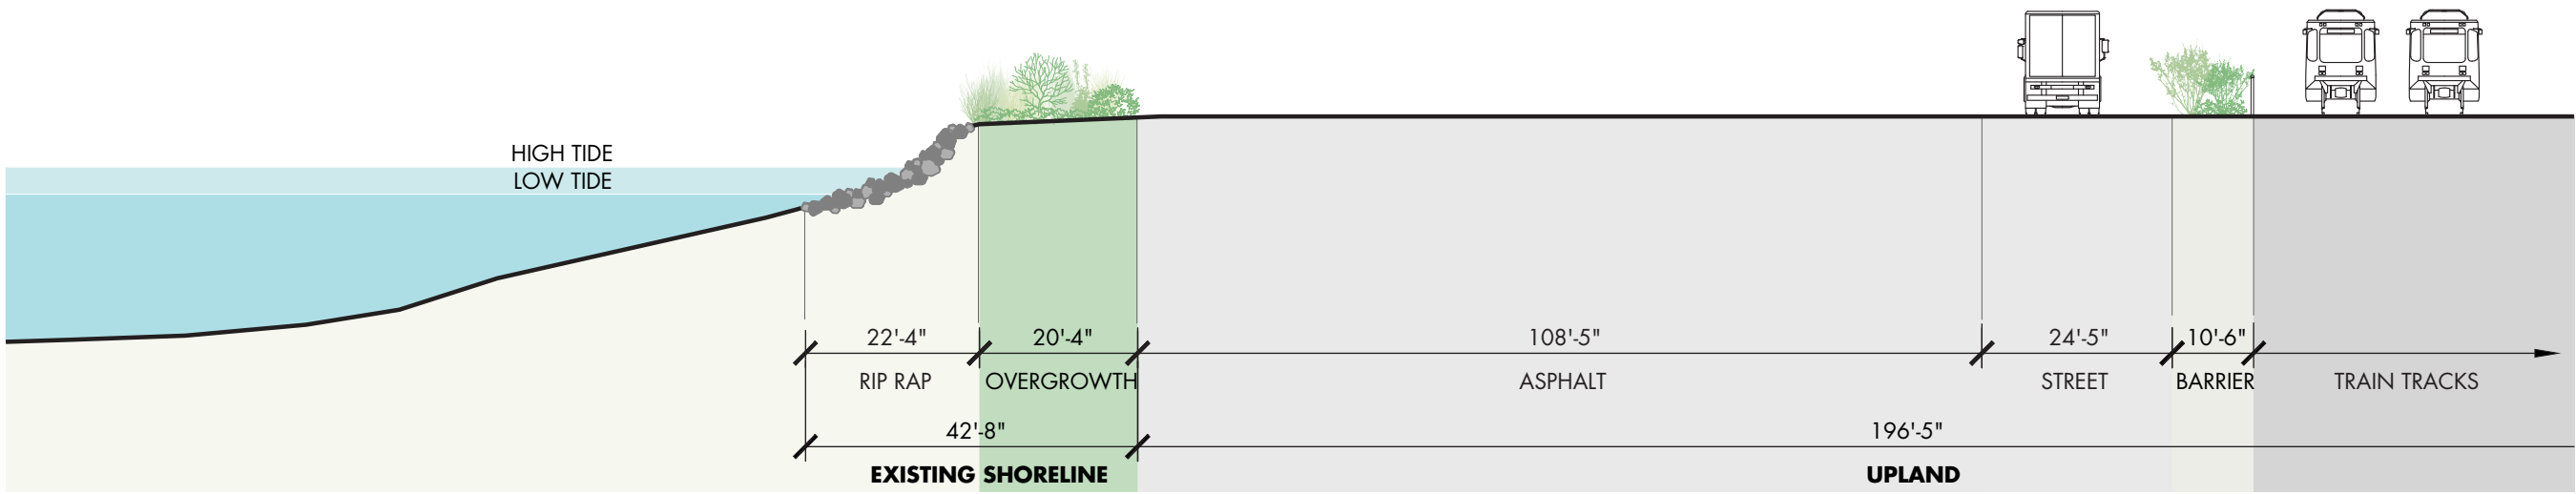 HIGH TIDE
LOW TIDE
22'-4" 20'-4" 108'-5" 24'-5" 10'-6"
RIP RAP OVERGROWTH ASPHALT STREET BARRIER TRAIN TRACKS
42'-8" 196'-5"
EXISTING SHORELINE UPLAND